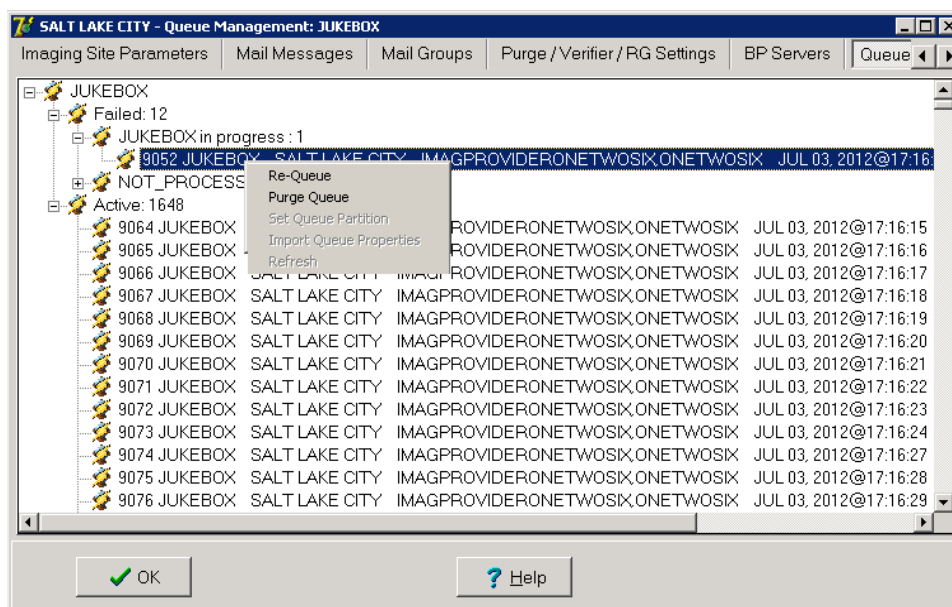 SALT LAKE CITY - Queue Management: JUKEBOX
Imaging Site Parameters Mail Messages Mail Groups Purge / Verifier / RG Settings BP Servers Queue
JUKEBOX
Failed: 12
JUKEBOX in progress : 1
9052 JUKEBOX SALT LAKE CITY IMAGPROVIDERONETWOSIX,ONETWOSIX JUL 03, 2012@17:16:
NOT_PROCESS
Active: 1648
Re-Queue
Purge Queue
Set Queue Partition
Import Queue Properties
Refresh
9064 JUKEBOX ROVIDERONETWOSIX,ONETWOSIX JUL 03, 2012@17:16:15
9065 JUKEBOX ROVIDERONETWOSIX,ONETWOSIX JUL 03, 2012@17:16:16
9066 JUKEBOX SALT LAKE CITY IMAGPROVIDERONETWOSIX,ONETWOSIX JUL 03, 2012@17:16:17
9067 JUKEBOX SALT LAKE CITY IMAGPROVIDERONETWOSIX,ONETWOSIX JUL 03, 2012@17:16:18
9068 JUKEBOX SALT LAKE CITY IMAGPROVIDERONETWOSIX,ONETWOSIX JUL 03, 2012@17:16:19
9069 JUKEBOX SALT LAKE CITY IMAGPROVIDERONETWOSIX,ONETWOSIX JUL 03, 2012@17:16:20
9070 JUKEBOX SALT LAKE CITY IMAGPROVIDERONETWOSIX,ONETWOSIX JUL 03, 2012@17:16:21
9071 JUKEBOX SALT LAKE CITY IMAGPROVIDERONETWOSIX,ONETWOSIX JUL 03, 2012@17:16:22
9072 JUKEBOX SALT LAKE CITY IMAGPROVIDERONETWOSIX,ONETWOSIX JUL 03, 2012@17:16:23
9073 JUKEBOX SALT LAKE CITY IMAGPROVIDERONETWOSIX,ONETWOSIX JUL 03, 2012@17:16:24
9074 JUKEBOX SALT LAKE CITY IMAGPROVIDERONETWOSIX,ONETWOSIX JUL 03, 2012@17:16:27
9075 JUKEBOX SALT LAKE CITY IMAGPROVIDERONETWOSIX,ONETWOSIX JUL 03, 2012@17:16:28
9076 JUKEBOX SALT LAKE CITY IMAGPROVIDERONETWOSIX,ONETWOSIX JUL 03, 2012@17:16:29
OK Help